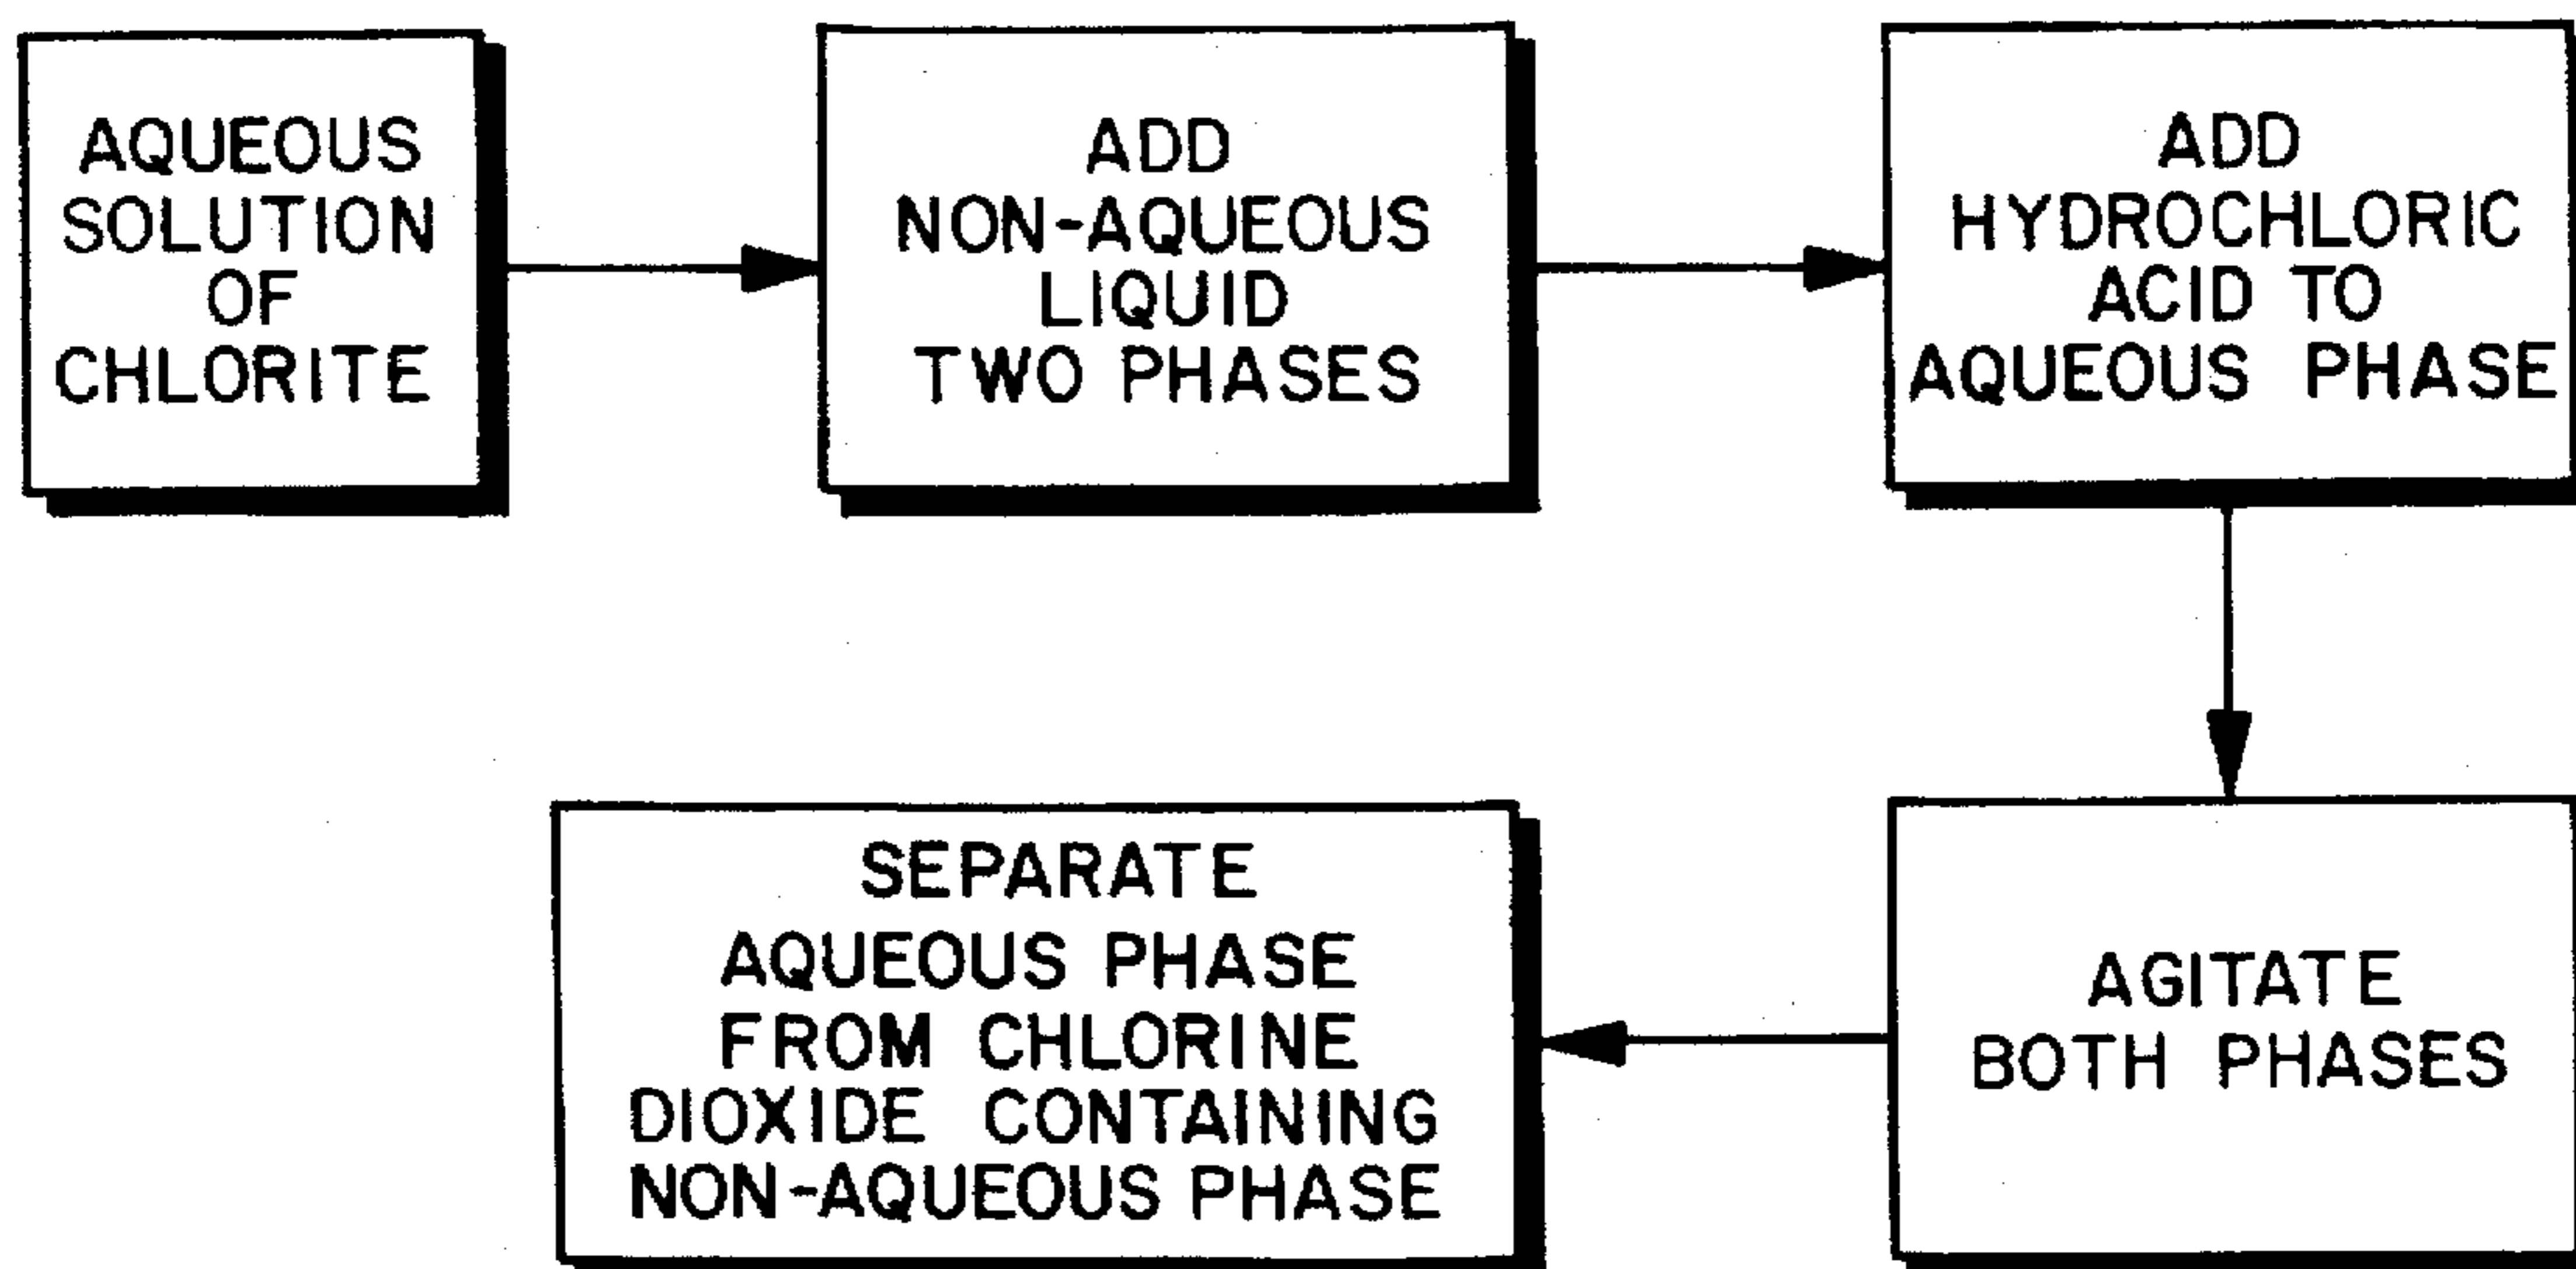 AQUEOUS
SOLUTION
OF
CHLORITE
ADD
NON-AQUEOUS
LIQUID
TWO PHASES
ADD
HYDROCHLORIC
ACID TO
AQUEOUS PHASE
AGITATE
BOTH PHASES
SEPARATE
AQUEOUS PHASE
FROM CHLORINE
DIOXIDE CONTAINING
NON-AQUEOUS PHASE